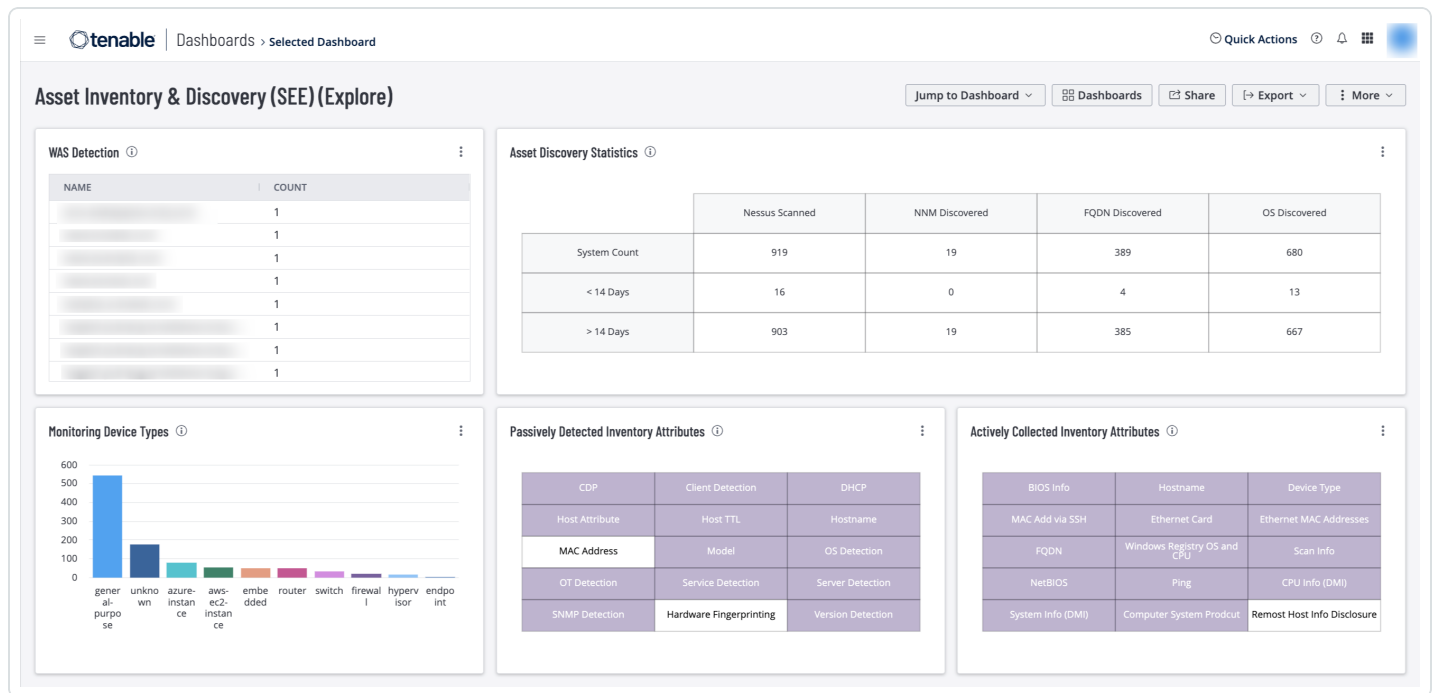 tenable Dashboards > Selected Dashboard Quick Actions
Asset Inventory & Discovery (SEE) (Explore) Jump to Dashboard Dashboards Share Export More
WAS Detection
NAME COUNT
1
1
1
1
1
1
1
1
Asset Discovery Statistics
Nessus Scanned NNM Discovered FQDN Discovered OS Discovered
System Count 919 19 389 680
< 14 Days 16 0 4 13
> 14 Days 903 19 385 667
Monitoring Device Types
600
500
400
300
200
100
0
gener unkno azure- aws- embe router switch firewal hyperv endpo
al- wn instan ec2- dded l isor int
purpo ce instan
se ce
Passively Detected Inventory Attributes
CDP Client Detection DHCP
Host Attribute Host TTL Hostname
MAC Address Model OS Detection
OT Detection Service Detection Server Detection
SNMP Detection Hardware Fingerprinting Version Detection
Actively Collected Inventory Attributes
BIOS Info Hostname Device Type
MAC Add via SSH Ethernet Card Ethernet MAC Addresses
FQDN Windows Registry OS and CPU Scan Info
NetBIOS Ping CPU Info (DMI)
System Info (DMI) Computer System Prodcut Remost Host Info Disclosure